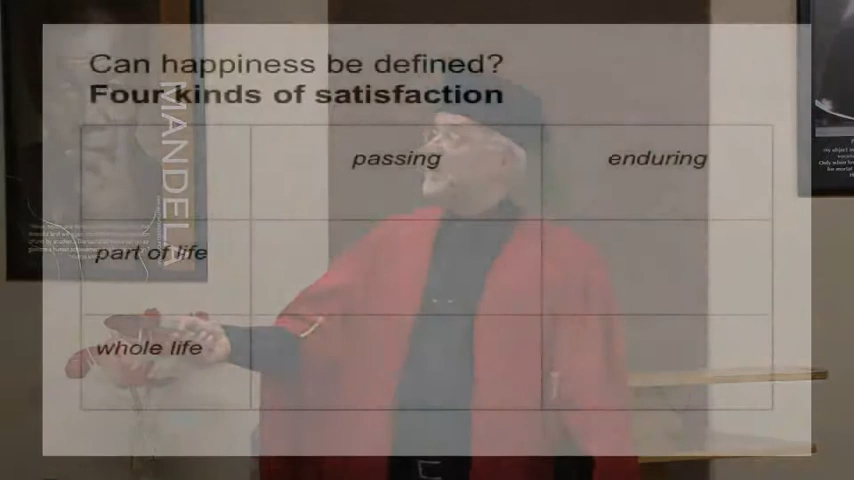 Can happiness be defined?
Four kinds of satisfaction
passing enduring
part of life
whole life
MANDELA